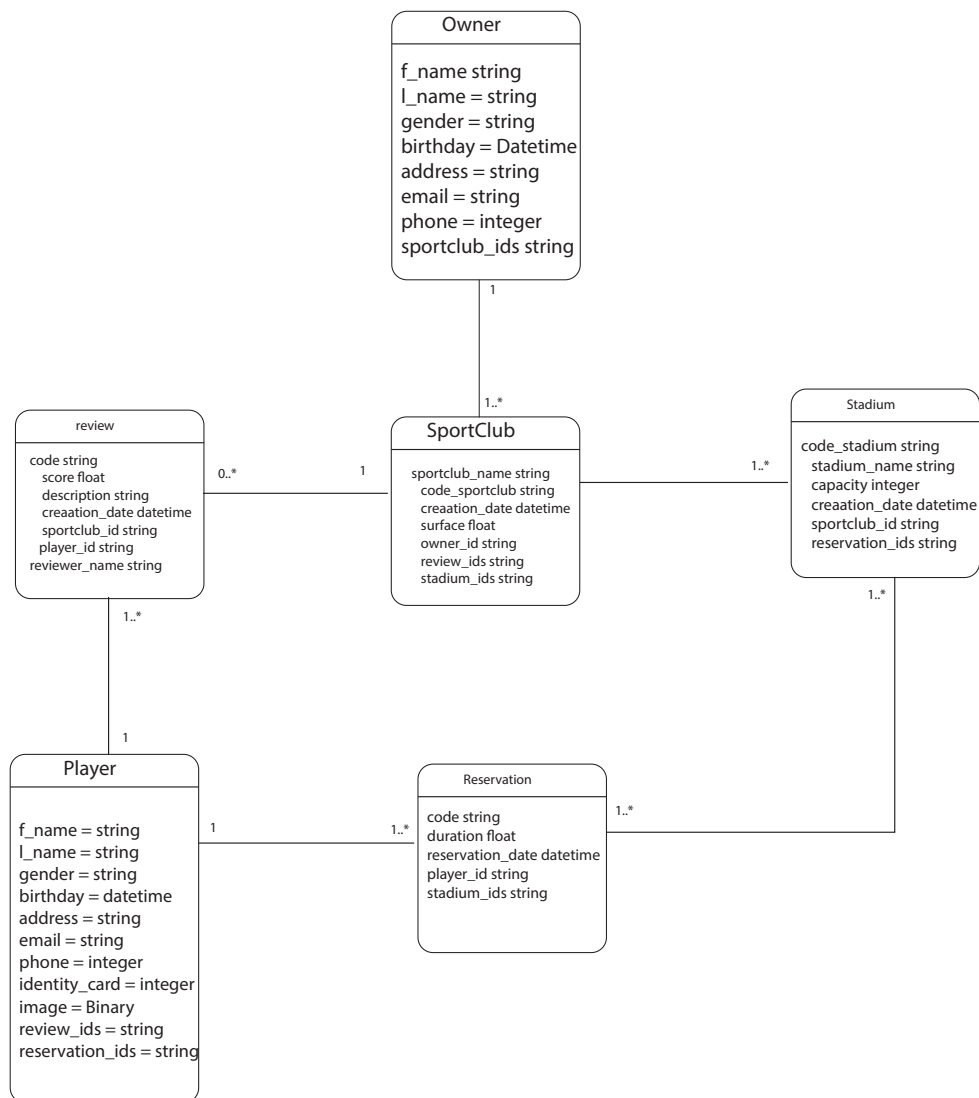 Owner
f_name string
l_name = string
gender = string
birthday = Datetime
address = string
email = string
phone = integer
sportclub_ids string
1
1..*
review
code string
score float
description string
creaation_date datetime
sportclub_id string
player_id string
reviewer_name string
0..*
1
SportClub
sportclub_name string
code_sportclub string
creaation_date datetime
surface float
owner_id string
review_ids string
stadium_ids string
1..*
Stadium
code_stadium string
stadium_name string
capacity integer
creaation_date datetime
sportclub_id string
reservation_ids string
1..*
1..*
1
Player
f_name = string
l_name = string
gender = string
birthday = datetime
address = string
email = string
phone = integer
identity_card = integer
image = Binary
review_ids = string
reservation_ids = string
1
1..*
Reservation
code string
duration float
reservation_date datetime
player_id string
stadium_ids string
1..*